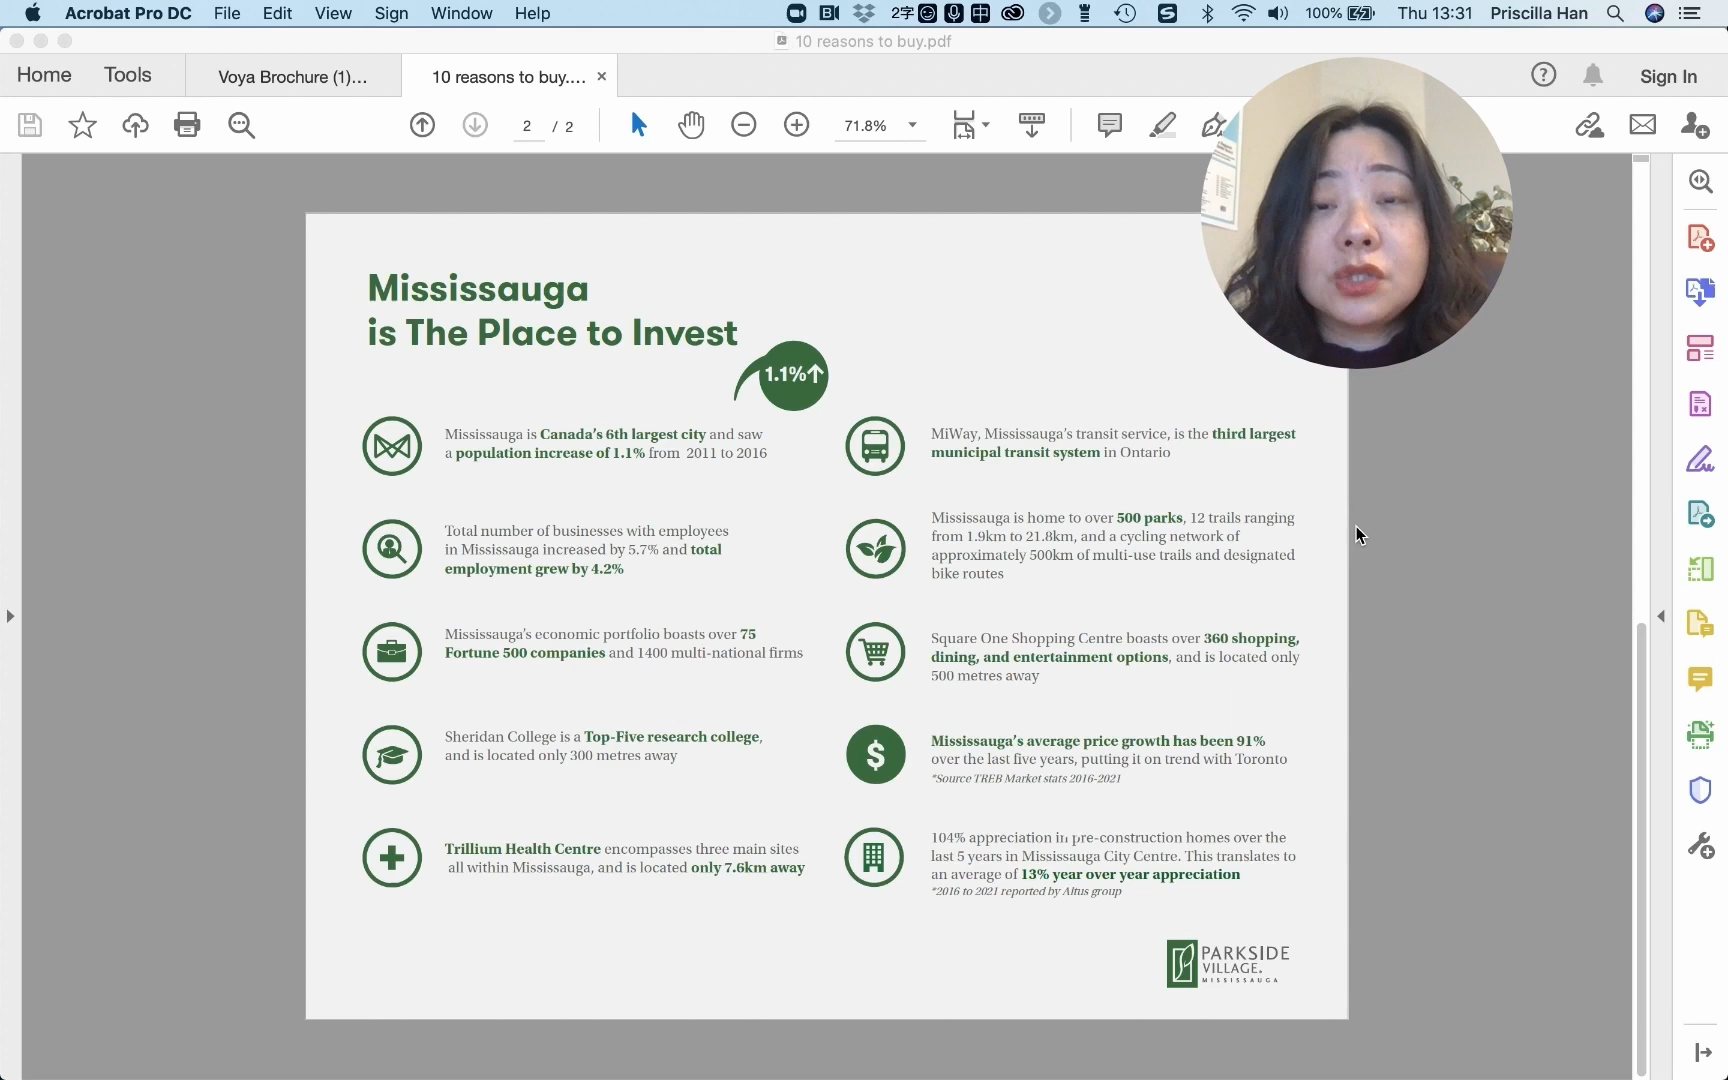 Acrobat Pro DC File Edit View Sign Window Help 2字 中 S 100% Thu 13:31 Priscilla Han
10 reasons to buy.pdf
Home Tools Voya Brochure (1)... 10 reasons to buy.... × ? Sign In
2 / 2 71.8%
Mississauga
is The Place to Invest
1.1%↑
Mississauga is Canada's 6th largest city and saw
a population increase of 1.1% from 2011 to 2016
Total number of businesses with employees
in Mississauga increased by 5.7% and total
employment grew by 4.2%
Mississauga's economic portfolio boasts over 75
Fortune 500 companies and 1400 multi-national firms
Sheridan College is a Top-Five research college,
and is located only 300 metres away
Trillium Health Centre encompasses three main sites
all within Mississauga, and is located only 7.6km away
MiWay, Mississauga's transit service, is the third largest
municipal transit system in Ontario
Mississauga is home to over 500 parks, 12 trails ranging
from 1.9km to 21.8km, and a cycling network of
approximately 500km of multi-use trails and designated
bike routes
Square One Shopping Centre boasts over 360 shopping,
dining, and entertainment options, and is located only
500 metres away
$
Mississauga's average price growth has been 91%
over the last five years, putting it on trend with Toronto
*Source TREB Market stats 2016-2021
104% appreciation in pre-construction homes over the
last 5 years in Mississauga City Centre. This translates to
an average of 13% year over year appreciation
*2016 to 2021 reported by Altus group
PARKSIDE
VILLAGE.
MISSISSAUGA